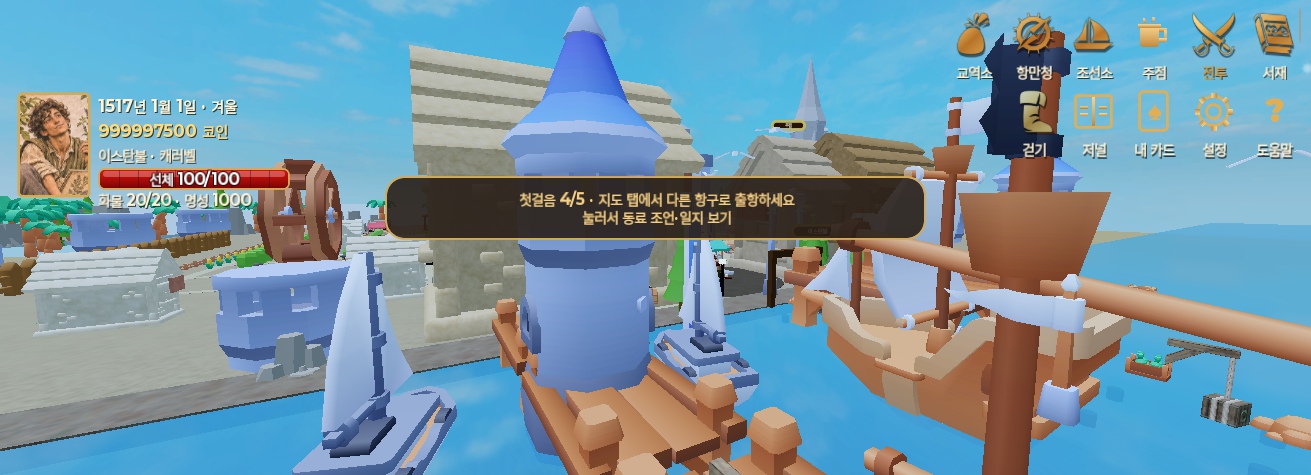 교역소
항만청
조선소
주점
전투
서재
걷기
저널
내 카드
설정
도움말
1517년 1월 1일 · 겨울
999997500 코인
이스탄불 · 캐러벨
선체 100/100
화물 20/20 · 명성 1000
첫걸음 4/5 · 지도 탭에서 다른 항구로 출항하세요
눌러서 동료 조언·일지 보기